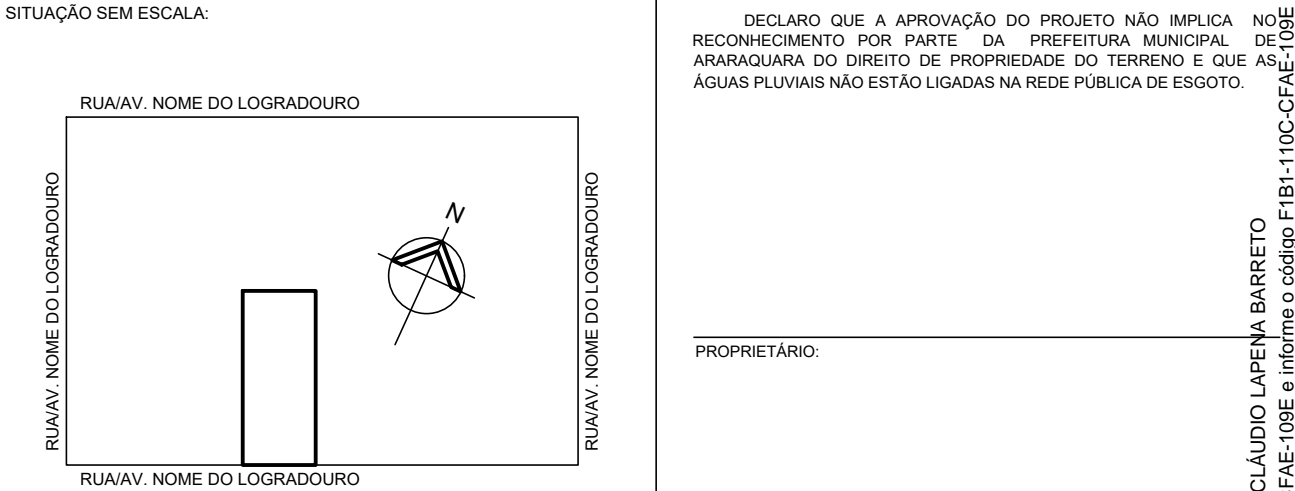 SITUAÇÃO SEM ESCALA:
RUA/AV. NOME DO LOGRADOURO
RUA/AV. NOME DO LOGRADOURO
N
RUA/AV. NOME DO LOGRADOURO
RUA/AV. NOME DO LOGRADOURO
DECLARO QUE A APROVAÇÃO DO PROJETO NÃO IMPLICA NO
RECONHECIMENTO POR PARTE DA PREFEITURA MUNICIPAL DE
ARARAQUARA DO DIREITO DE PROPRIEDADE DO TERRENO E QUE AS
ÁGUAS PLUVIAIS NÃO ESTÃO LIGADAS NA REDE PÚBLICA DE ESGOTO.
PROPRIETÁRIO:
CLÁUDIO LAPENA BARRETO
FAE-109E e informe o código F1B1-110C-CFAE-109E